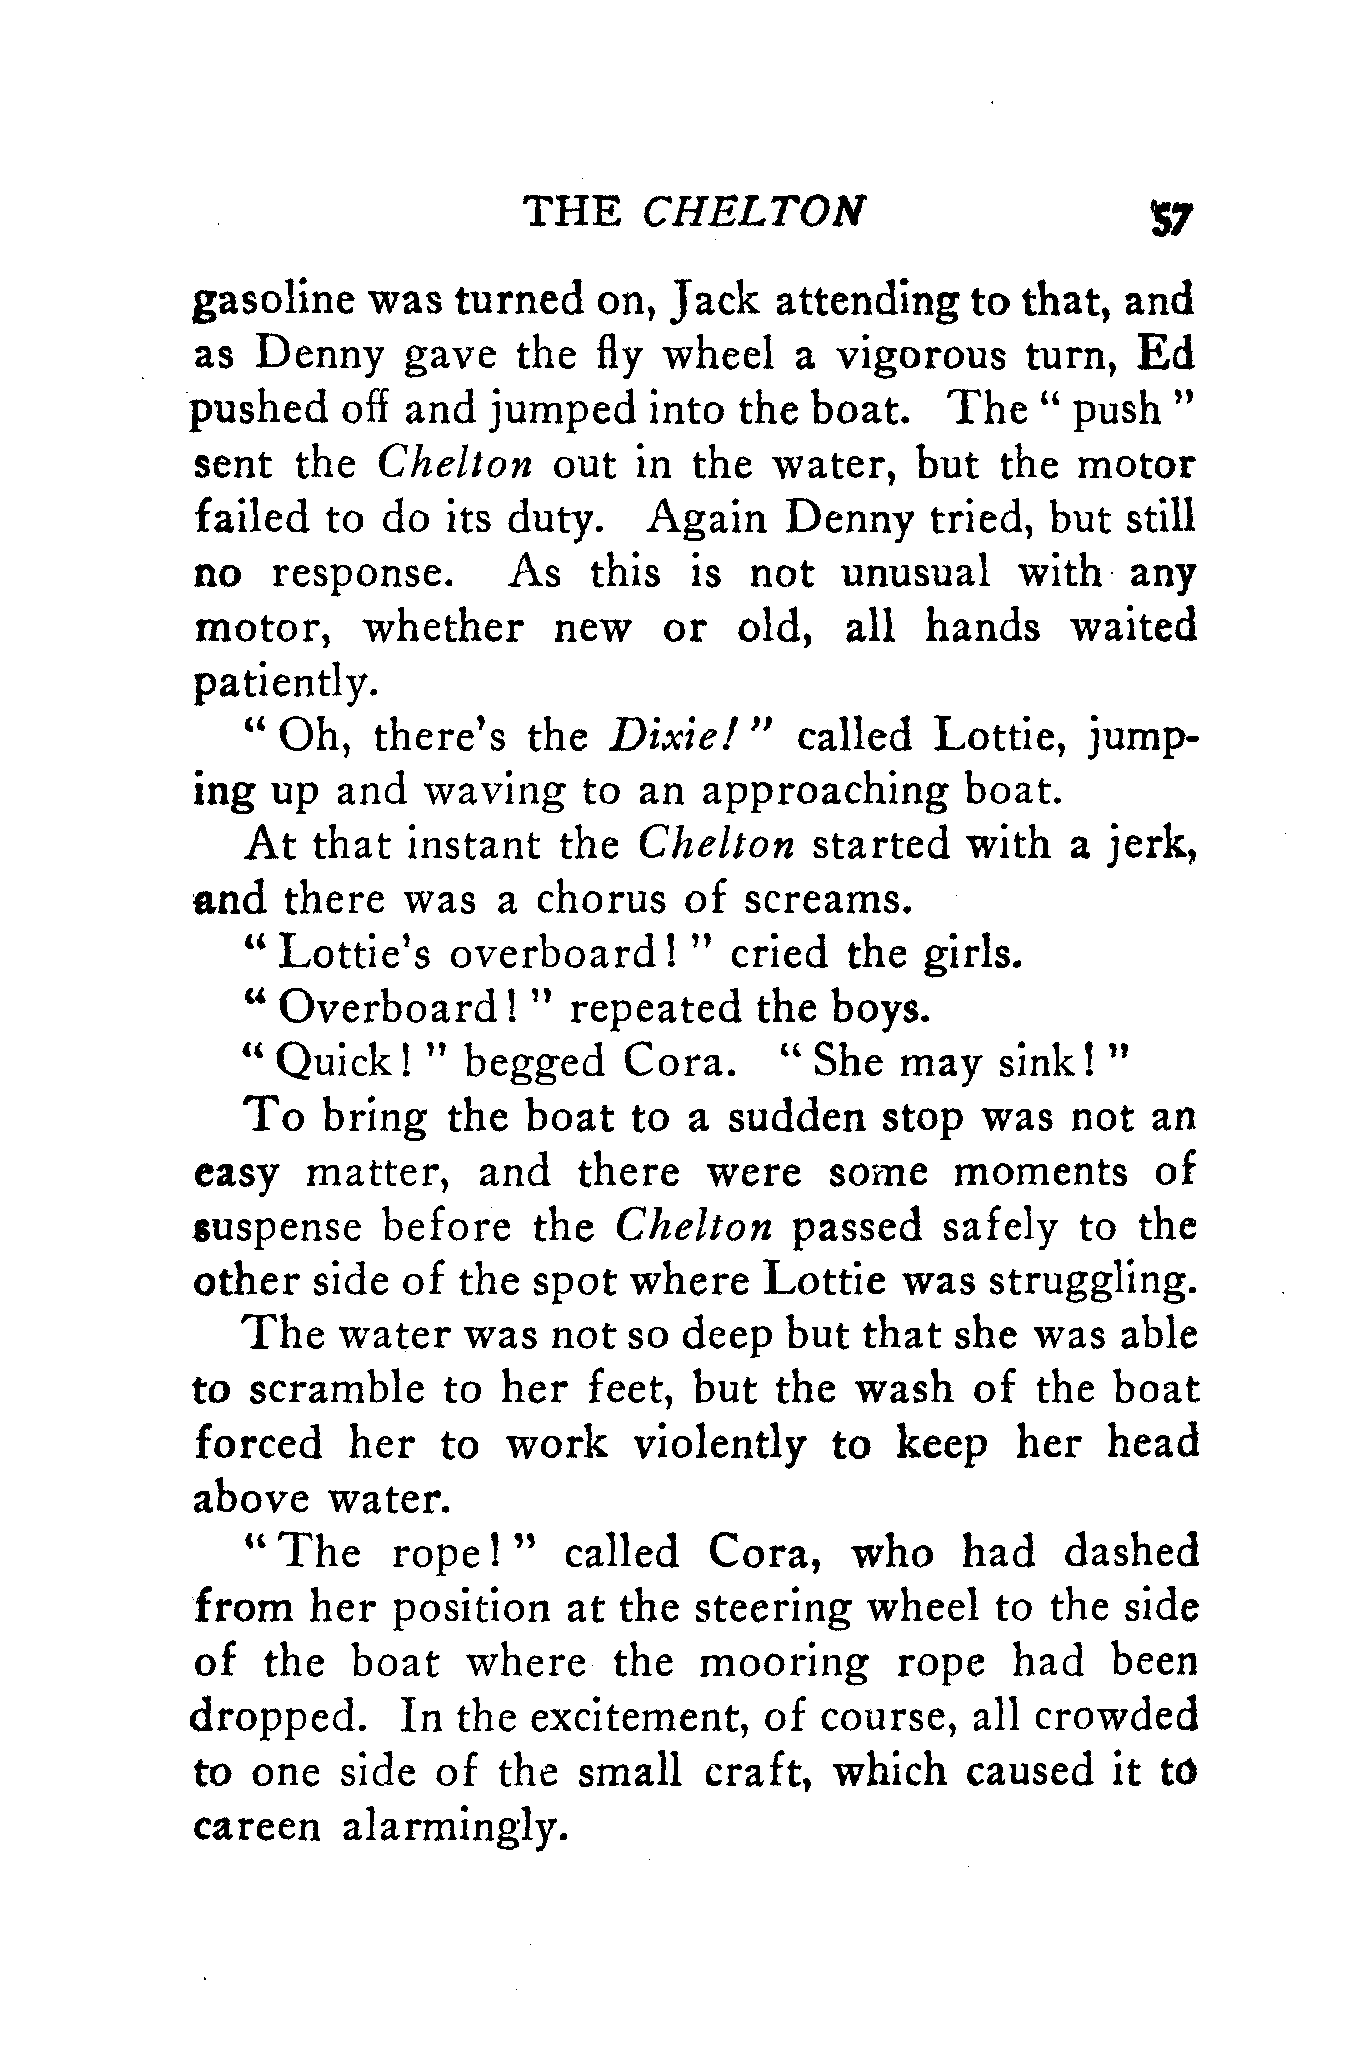 THE CHELTON 57
gasoline was turned on, Jack attending to that, and
as Denny gave the fly wheel a vigorous turn, Ed
pushed off and jumped into the boat. The " push "
sent the Chelton out in the water, but the motor
failed to do its duty. Again Denny tried, but still
no response. As this is not unusual with any
motor, whether new or old, all hands waited
patiently.
" Oh, there's the Dixie! " called Lottie, jump-
ing up and waving to an approaching boat.
At that instant the Chelton started with a jerk,
and there was a chorus of screams.
" Lottie's overboard! " cried the girls.
" Overboard! " repeated the boys.
" Quick! " begged Cora. " She may sink! "
To bring the boat to a sudden stop was not an
easy matter, and there were some moments of
suspense before the Chelton passed safely to the
other side of the spot where Lottie was struggling.
The water was not so deep but that she was able
to scramble to her feet, but the wash of the boat
forced her to work violently to keep her head
above water.
" The rope! " called Cora, who had dashed
from her position at the steering wheel to the side
of the boat where the mooring rope had been
dropped. In the excitement, of course, all crowded
to one side of the small craft, which caused it to
careen alarmingly.